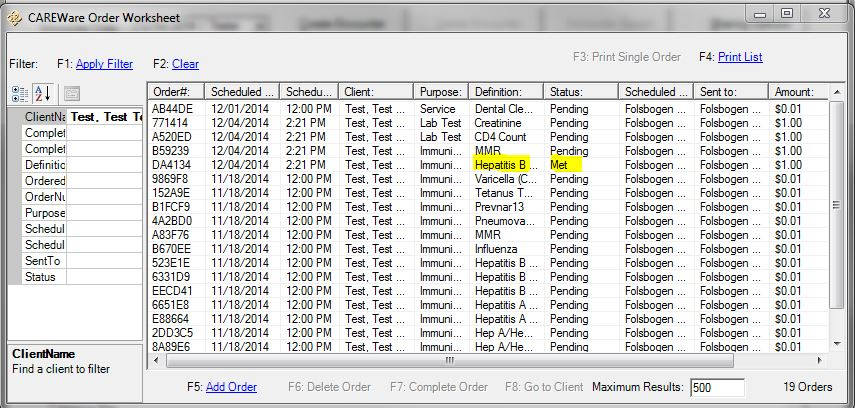 CAREWare Order Worksheet
Filter: F1: Apply Filter F2: Clear F3: Print Single Order F4: Print List
Order#: Scheduled ... Schedu... Client: Purpose: Definition: Status: Scheduled ... Sent to: Amount:
AB44DE 12/01/2014 12:00 PM Test, Test ... Service Dental Cle... Pending Folsbogen ... Folsbogen ... $0.01
771414 12/04/2014 2:21 PM Test, Test ... Lab Test Creatinine Pending Folsbogen ... Folsbogen ... $1.00
A520ED 12/04/2014 2:21 PM Test, Test ... Lab Test CD4 Count Pending Folsbogen ... Folsbogen ... $1.00
B59239 12/04/2014 2:21 PM Test, Test ... Immuni... MMR Pending Folsbogen ... Folsbogen ... $1.00
DA4134 12/04/2014 2:21 PM Test, Test ... Immuni... Hepatitis B ... Met Folsbogen ... Folsbogen ... $1.00
9869F8 11/18/2014 12:00 PM Test, Test ... Immuni... Varicella (C... Pending Folsbogen ... Folsbogen ... $0.01
152A9E 11/18/2014 12:00 PM Test, Test ... Immuni... Tetanus T... Pending Folsbogen ... Folsbogen ... $0.01
B1FCF9 11/18/2014 12:00 PM Test, Test ... Immuni... Prevnar13 Pending Folsbogen ... Folsbogen ... $0.01
4A2BD0 11/18/2014 12:00 PM Test, Test ... Immuni... Pneumova... Pending Folsbogen ... Folsbogen ... $0.01
A83F76 11/18/2014 12:00 PM Test, Test ... Immuni... MMR Pending Folsbogen ... Folsbogen ... $0.01
B670EE 11/18/2014 12:00 PM Test, Test ... Immuni... Influenza Pending Folsbogen ... Folsbogen ... $0.01
523E1E 11/18/2014 12:00 PM Test, Test ... Immuni... Hepatitis B ... Pending Folsbogen ... Folsbogen ... $0.01
6331D9 11/18/2014 12:00 PM Test, Test ... Immuni... Hepatitis B ... Pending Folsbogen ... Folsbogen ... $0.01
EECD41 11/18/2014 12:00 PM Test, Test ... Immuni... Hepatitis B ... Pending Folsbogen ... Folsbogen ... $0.01
6651E8 11/18/2014 12:00 PM Test, Test ... Immuni... Hepatitis A ... Pending Folsbogen ... Folsbogen ... $0.01
E88664 11/18/2014 12:00 PM Test, Test ... Immuni... Hepatitis A ... Pending Folsbogen ... Folsbogen ... $0.01
2DD3C5 11/18/2014 12:00 PM Test, Test ... Immuni... Hep A/He... Pending Folsbogen ... Folsbogen ... $0.01
8A89E6 11/18/2014 12:00 PM Test, Test ... Immuni... Hep A/He... Pending Folsbogen ... Folsbogen ... $0.01
ClientNa Test, Test Te
Complet
Complet
Definitio
Ordered
OrderNu
Purpose
Schedul
Schedul
SentTo
Status
ClientName
Find a client to filter
F5: Add Order F6: Delete Order F7: Complete Order F8: Go to Client Maximum Results: 500 19 Orders